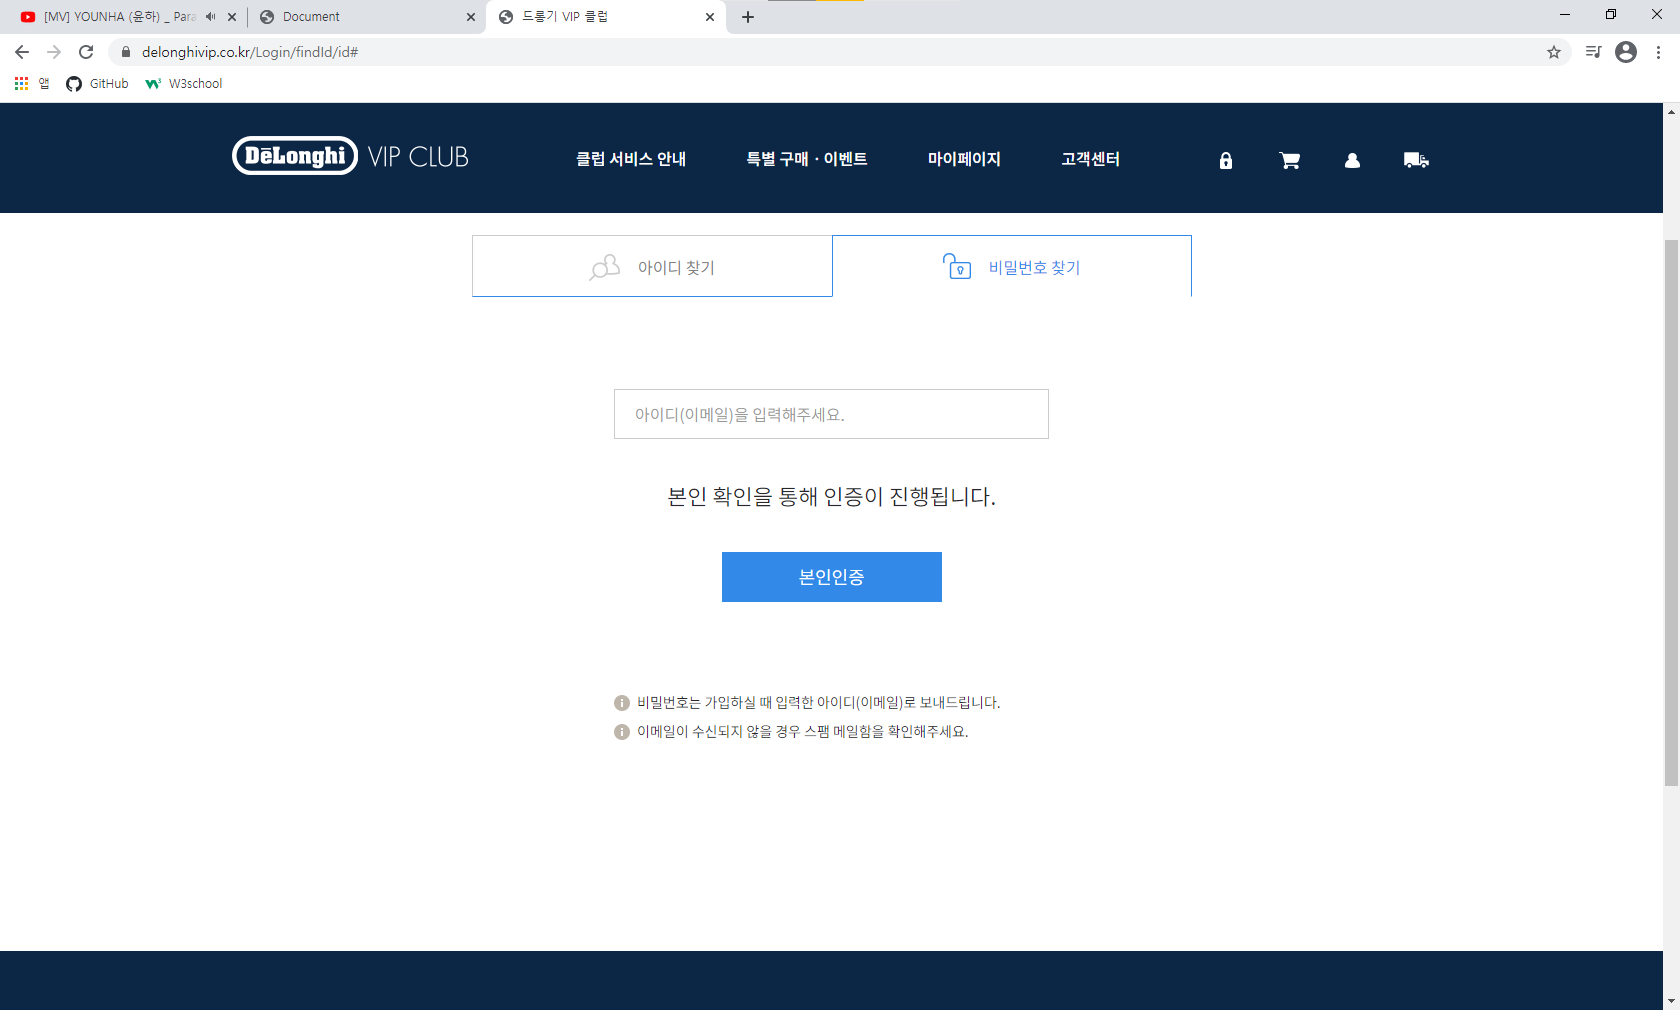 [MV] YOUNHA (윤하) _ Para
Document
드롱기 VIP 클럽
delonghivip.co.kr/Login/findId/id#
앱
GitHub
W3school
DēLonghi VIP CLUB
클럽 서비스 안내
특별 구매 · 이벤트
마이페이지
고객센터
아이디 찾기
비밀번호 찾기
아이디(이메일)을 입력해주세요.
본인 확인을 통해 인증이 진행됩니다.
본인인증
비밀번호는 가입하실 때 입력한 아이디(이메일)로 보내드립니다.
이메일이 수신되지 않을 경우 스팸 메일함을 확인해주세요.